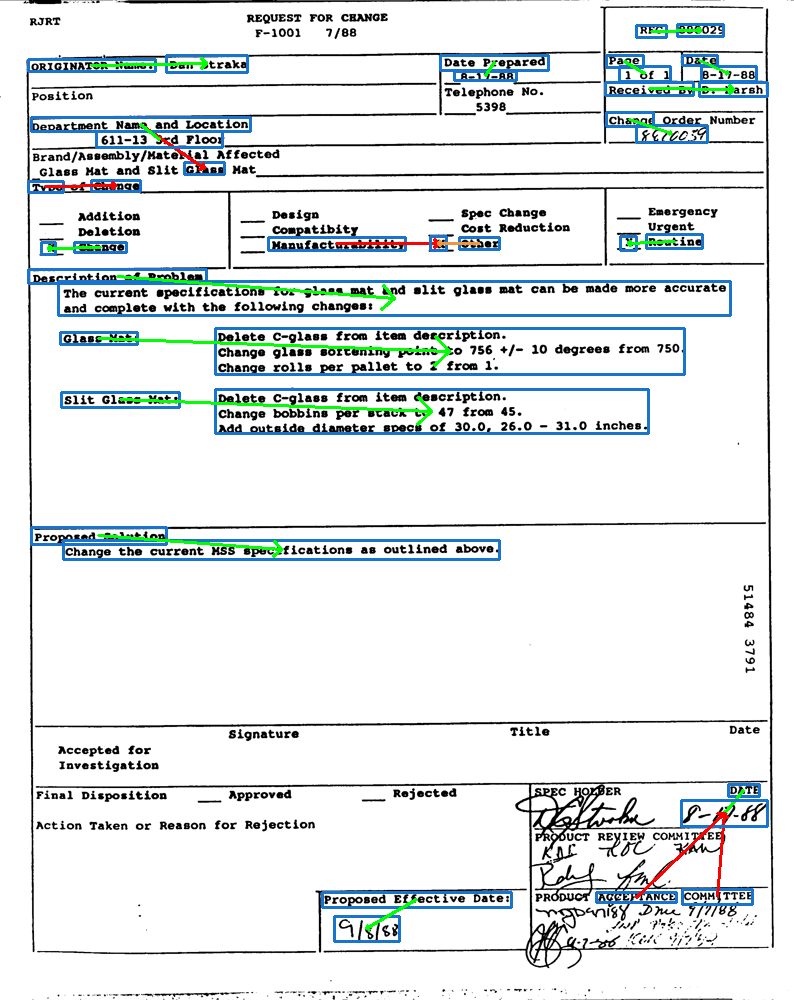 RJRT
REQUEST FOR CHANGE
F-1001 7/88
REC 880029
ORIGINATOR Name: Dan Straka
Date Prepared
8-17-88
Page
1 of 1
Date
8-17-88
Position
Telephone No.
5398
Received By D. Marsh
Department Name and Location
611-13 3rd Floor
Change Order Number
Brand/Assembly/Material Affected
Glass Mat and Slit Glass Mat
Type of Change
Addition
Deletion
X Change
Design
Compatibity
Manufacturability
Spec Change
Cost Reduction
XX Other
Emergency
Urgent
X Routine
Description of Problem
The current specifications for glass mat and slit glass mat can be made more accurate
and complete with the following changes:
Glass Mat: Delete C-glass from item description.
Change glass softening point to 756 +/- 10 degrees from 750.
Change rolls per pallet to 2 from 1.
Slit Glass Mat: Delete C-glass from item description.
Change bobbins per stack to 47 from 45.
Add outside diameter specs of 30.0, 26.0 - 31.0 inches.
Proposed Solution
Change the current MSS specifications as outlined above.
51484 3791
Signature Title Date
Accepted for
Investigation
Final Disposition Approved Rejected
Action Taken or Reason for Rejection
SPEC HOLBER DATE
8-17-88
PRODUCT REVIEW COMMITTEE
PRODUCT ACCEPTANCE COMMITTEE
9/7/88
Proposed Effective Date:
9/8/88